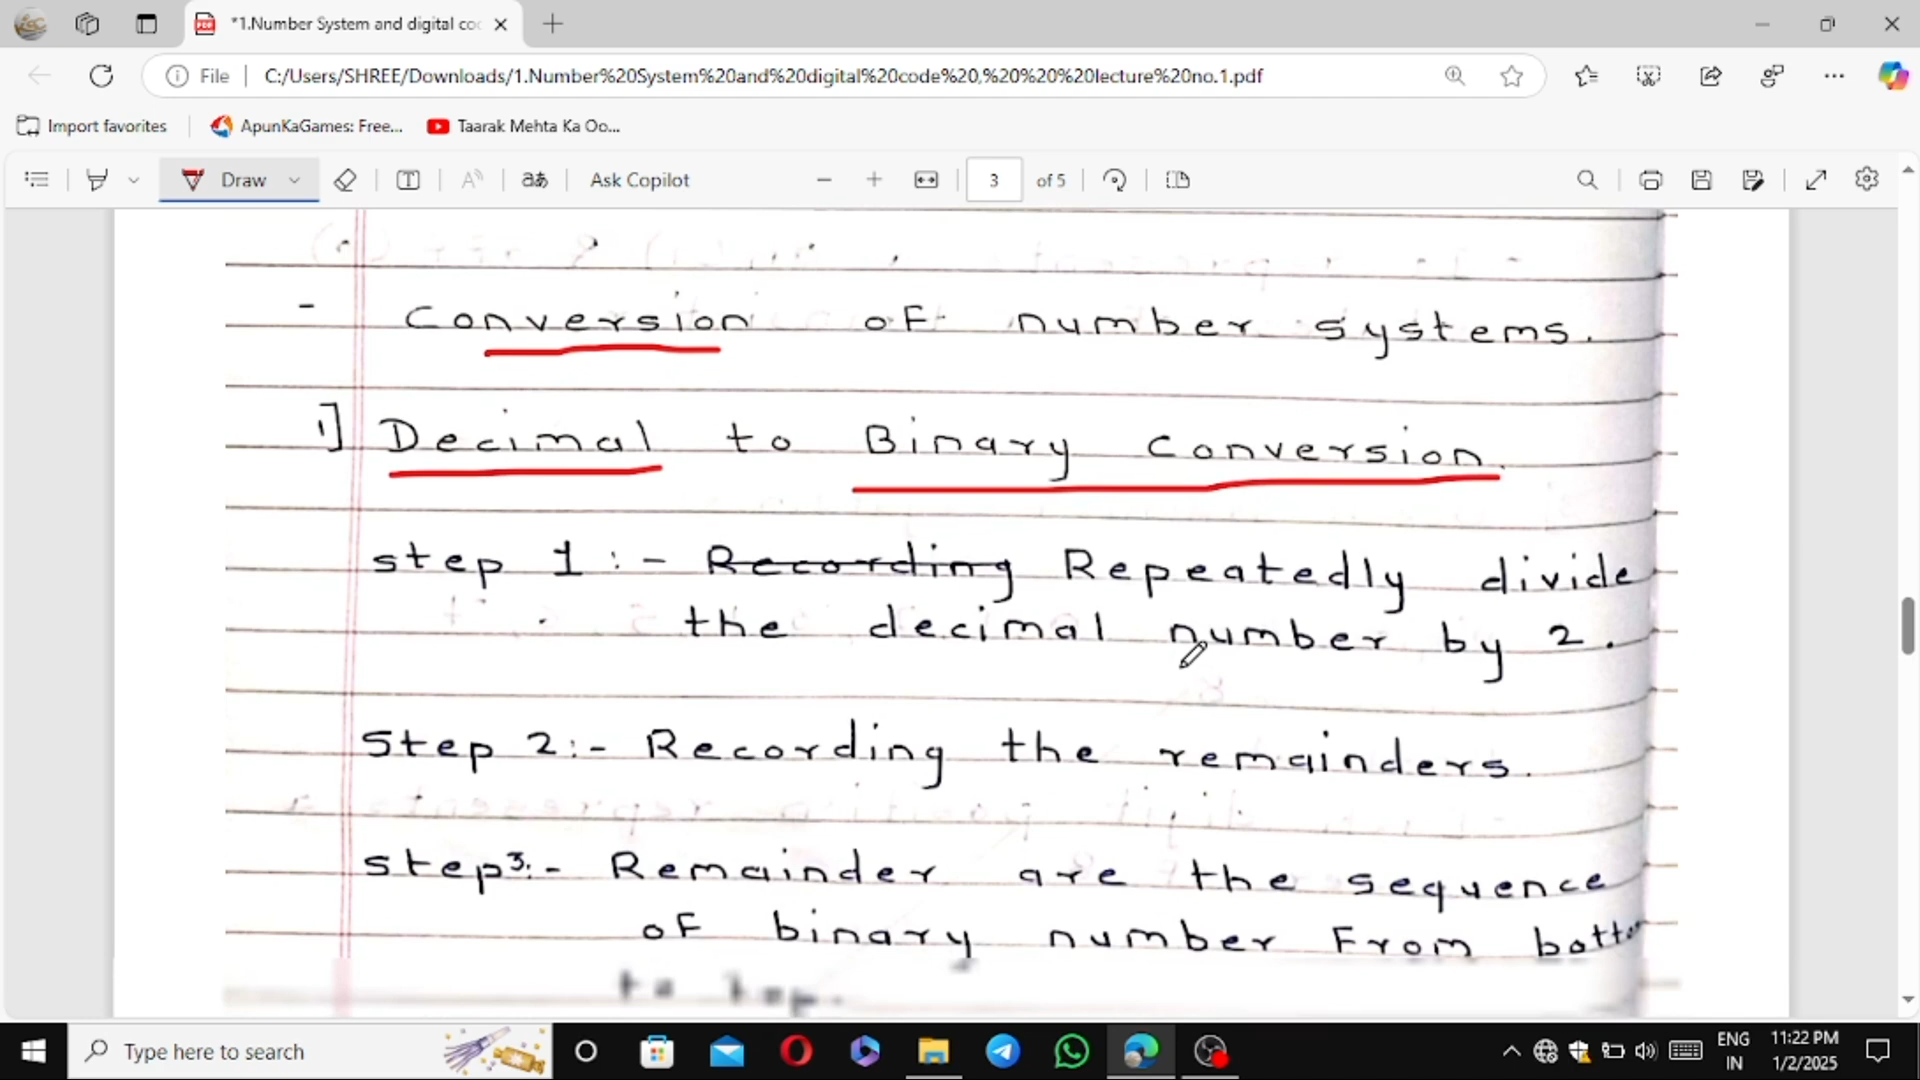 *1.Number System and digital co
File
C:/Users/SHREE/Downloads/1.Number%20System%20and%20digital%20code%20,%20%20%20lecture%20no.1.pdf
Import favorites
ApunKaGames: Free...
Taarak Mehta Ka Oo...
Draw
Ask Copilot
3
of 5
- Conversion of number systems.
1] Decimal to Binary Conversion.
step 1 :- Recording Repeatedly divide
the decimal number by 2.
Step 2:- Recording the remainders.
step3:- Remainder are the sequence
of binary number From bottom
to top.
Type here to search
ENG
IN
11:22 PM
1/2/2025